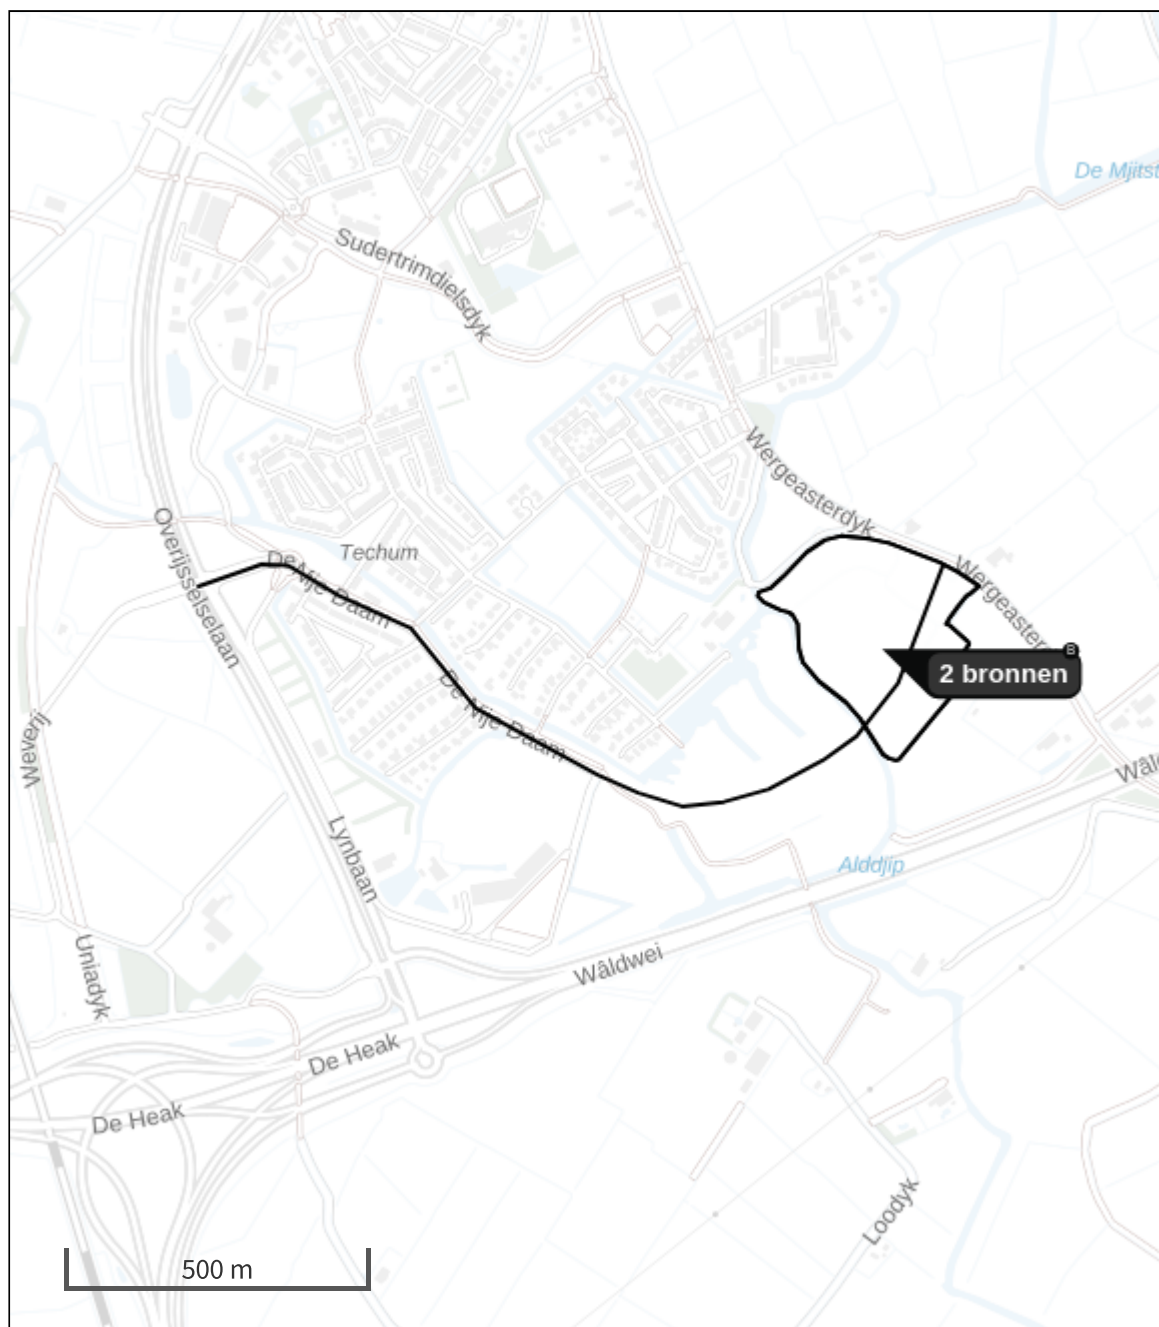 De Mjitst
Sudertrimdielsdyk
Wergeasterdyk
Overijsselselaan
De Nije Daam
Techum
Wergeaster
B
2 bronnen
De Nije Daam
Weverij
Wâld
Lynbaan
Alddjip
Uniadyk
Wâldwei
De Heak
De Heak
Loodyk
500 m